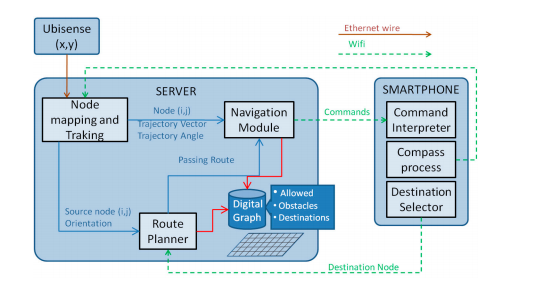 Ubisense
(x,y)
Ethernet wire
Wifi
SERVER
SMARTPHONE
Node
mapping and
Traking
Node (i,j)
Trajectory Vector
Trajectory Angle
Navigation
Module
Commands
Command
Interpreter
Passing Route
Compass
process
Digital
Graph
• Allowed
• Obstacles
• Destinations
Destination
Selector
Source node (i,j)
Orientation
Route
Planner
Destination Node